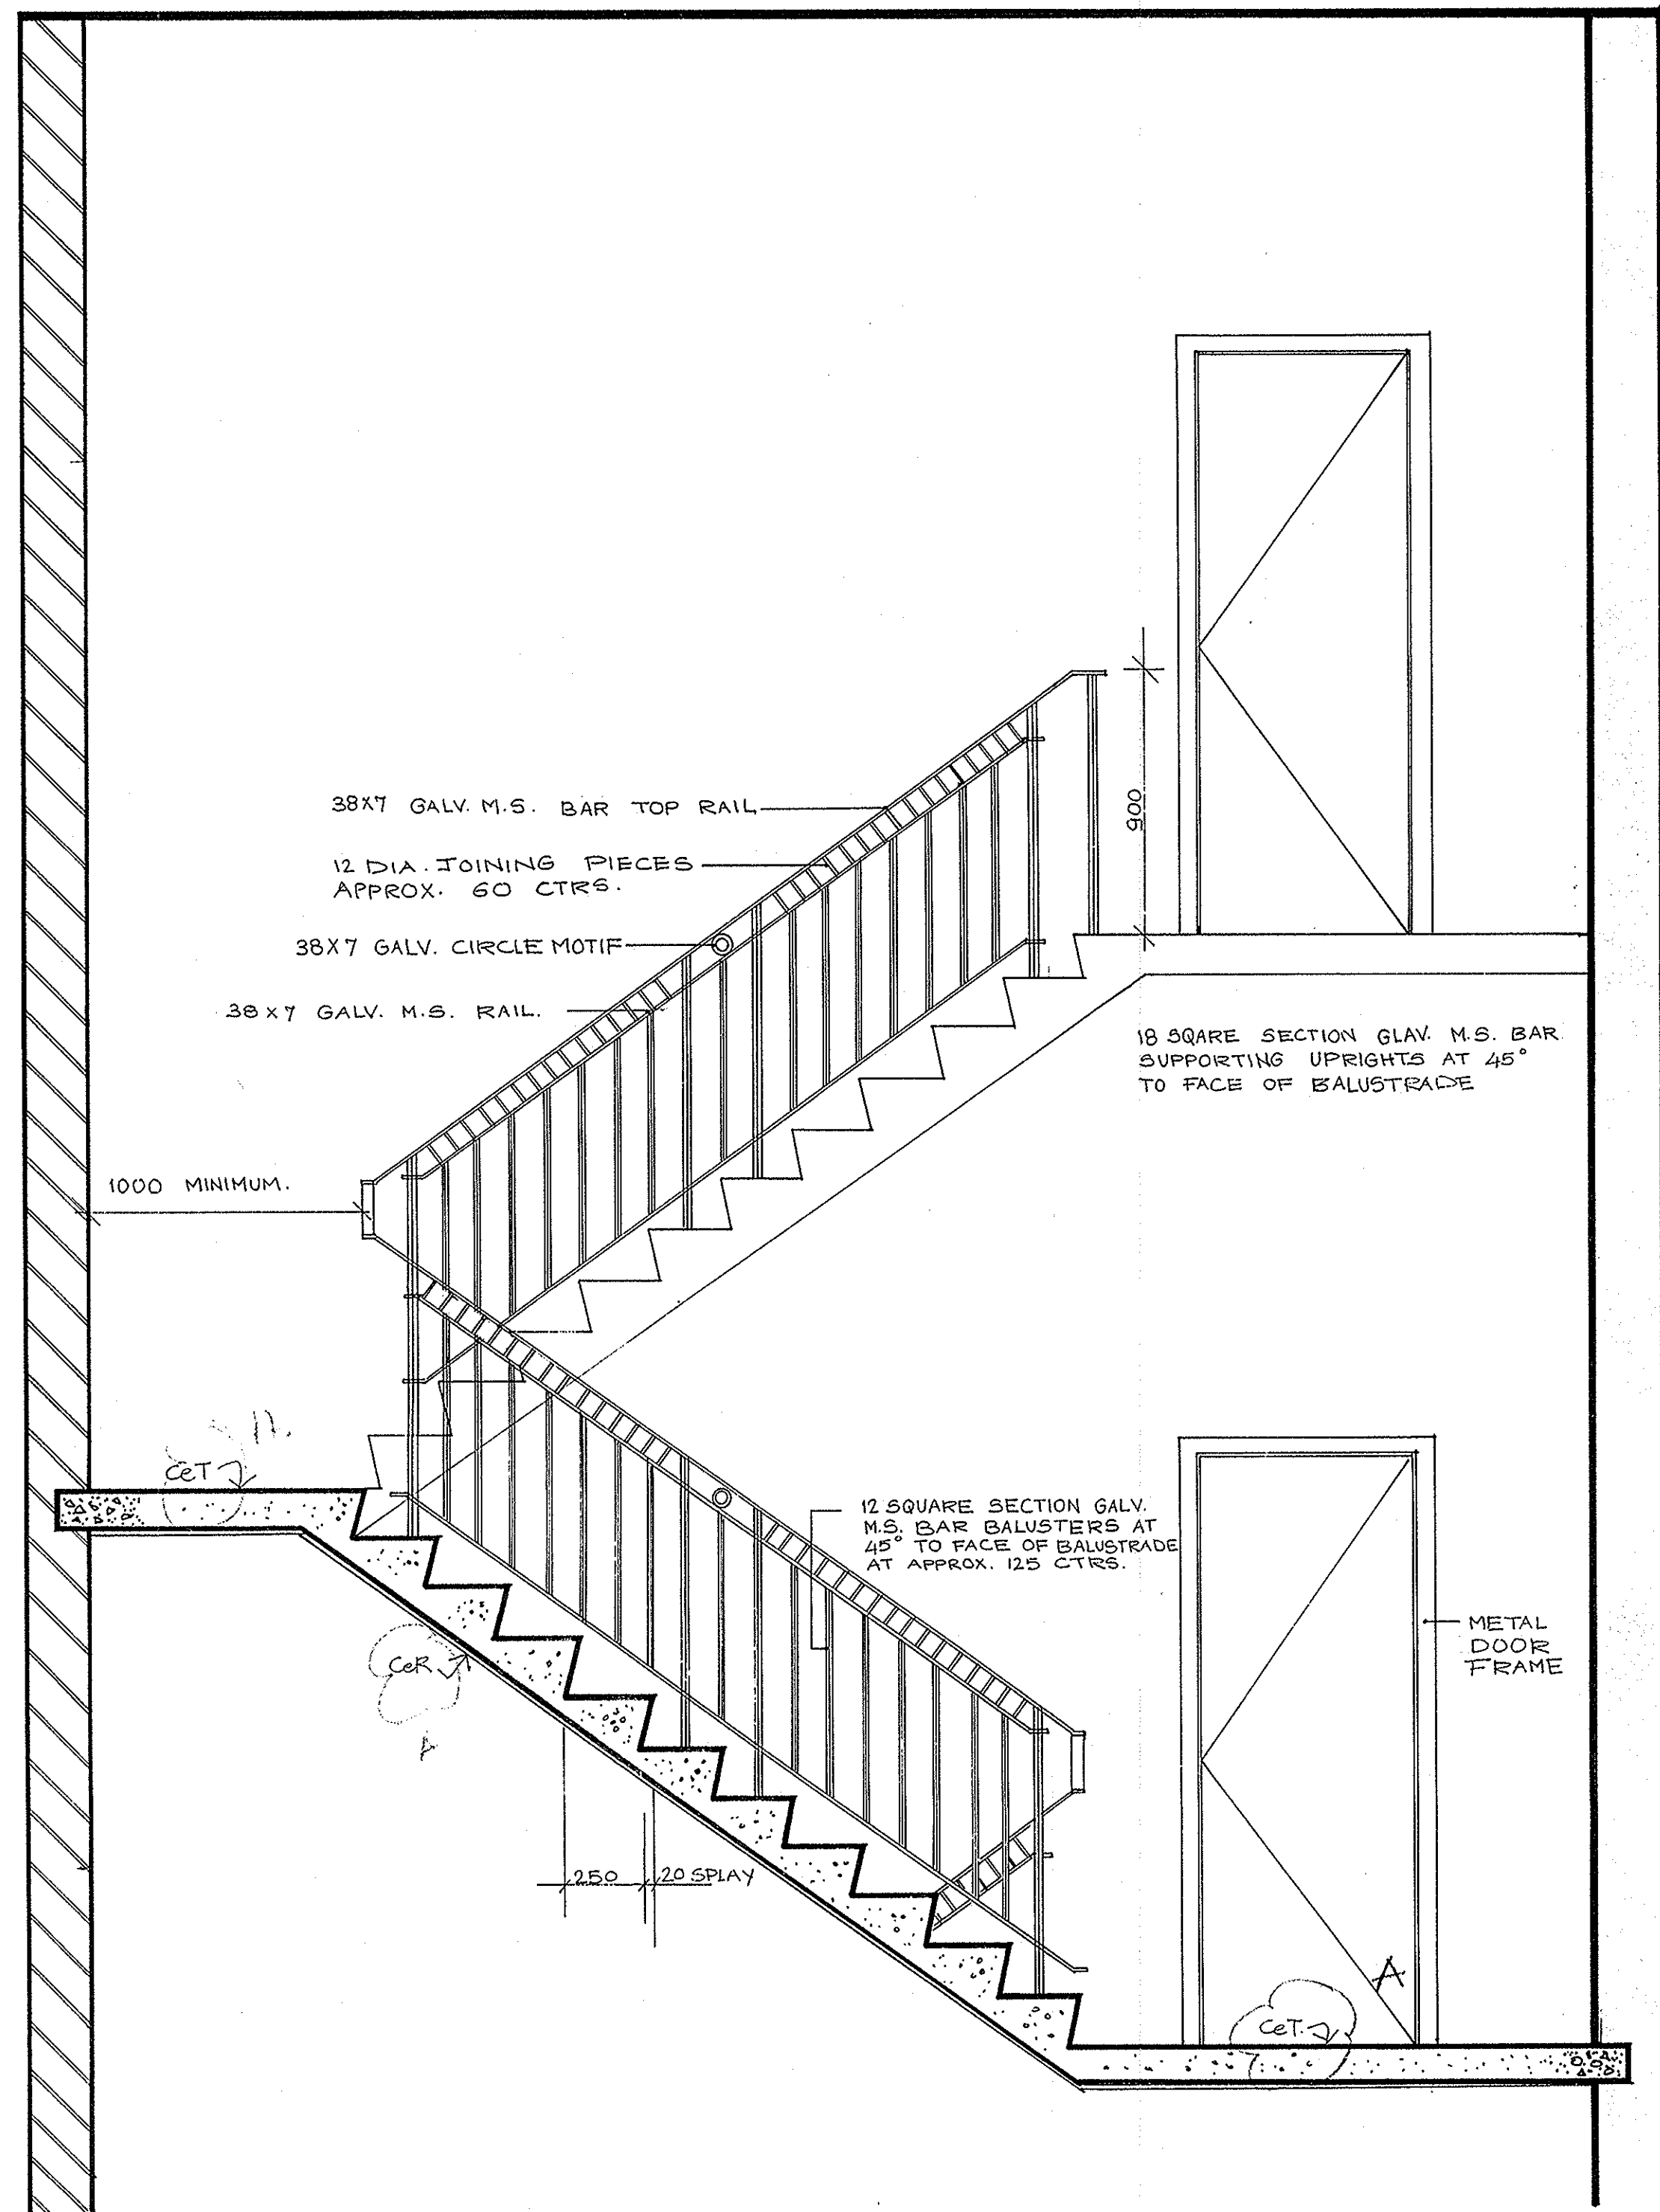 38X7 GALV. M.S. BAR TOP RAIL
12 DIA. JOINING PIECES
APPROX. 60 CTRS.
38X7 GALV. CIRCLE MOTIF
38X7 GALV. M.S. RAIL.
900
18 SQARE SECTION GLAV. M.S. BAR
SUPPORTING UPRIGHTS AT 45°
TO FACE OF BALUSTRADE
1000 MINIMUM.
CeT
12 SQUARE SECTION GALV.
M.S. BAR BALUSTERS AT
45° TO FACE OF BALUSTRADE
AT APPROX. 125 CTRS.
METAL
DOOR
FRAME
CeR
250
20 SPLAY
A
CeT.